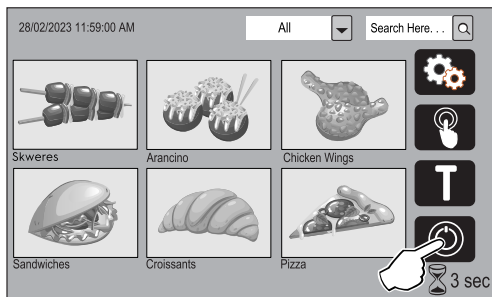 28/02/2023 11:59:00 AM
All
Search Here. . .
Skweres
Arancino
Chicken Wings
T
Sandwiches
Croissants
Pizza
3 sec